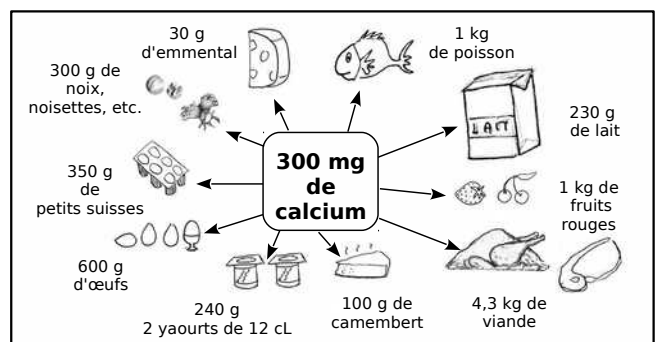 30 g
d'emmental
1 kg
de poisson
300 g de
noix,
noisettes, etc.
LAIT
230 g
de lait
300 mg
de
calcium
350 g
de
petits suisses
1 kg de
fruits
rouges
600 g
d'œufs
240 g
2 yaourts de 12 cL
100 g de
camembert
4,3 kg de
viande